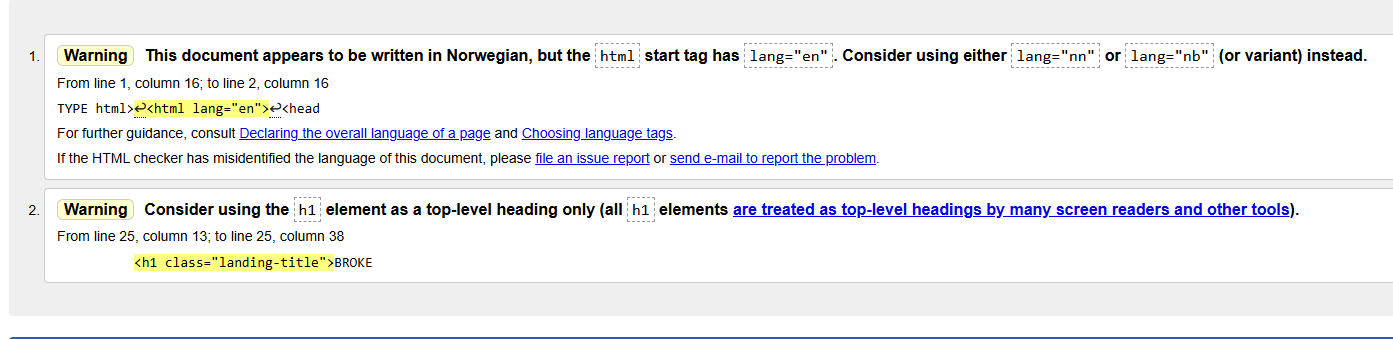 1. Warning This document appears to be written in Norwegian, but the html start tag has lang="en". Consider using either lang="nn" or lang="nb" (or variant) instead.
From line 1, column 16; to line 2, column 16
TYPE html>↩<html lang="en">↩<head
For further guidance, consult Declaring the overall language of a page and Choosing language tags.
If the HTML checker has misidentified the language of this document, please file an issue report or send e-mail to report the problem.
2. Warning Consider using the h1 element as a top-level heading only (all h1 elements are treated as top-level headings by many screen readers and other tools).
From line 25, column 13; to line 25, column 38
<h1 class="landing-title">BROKE